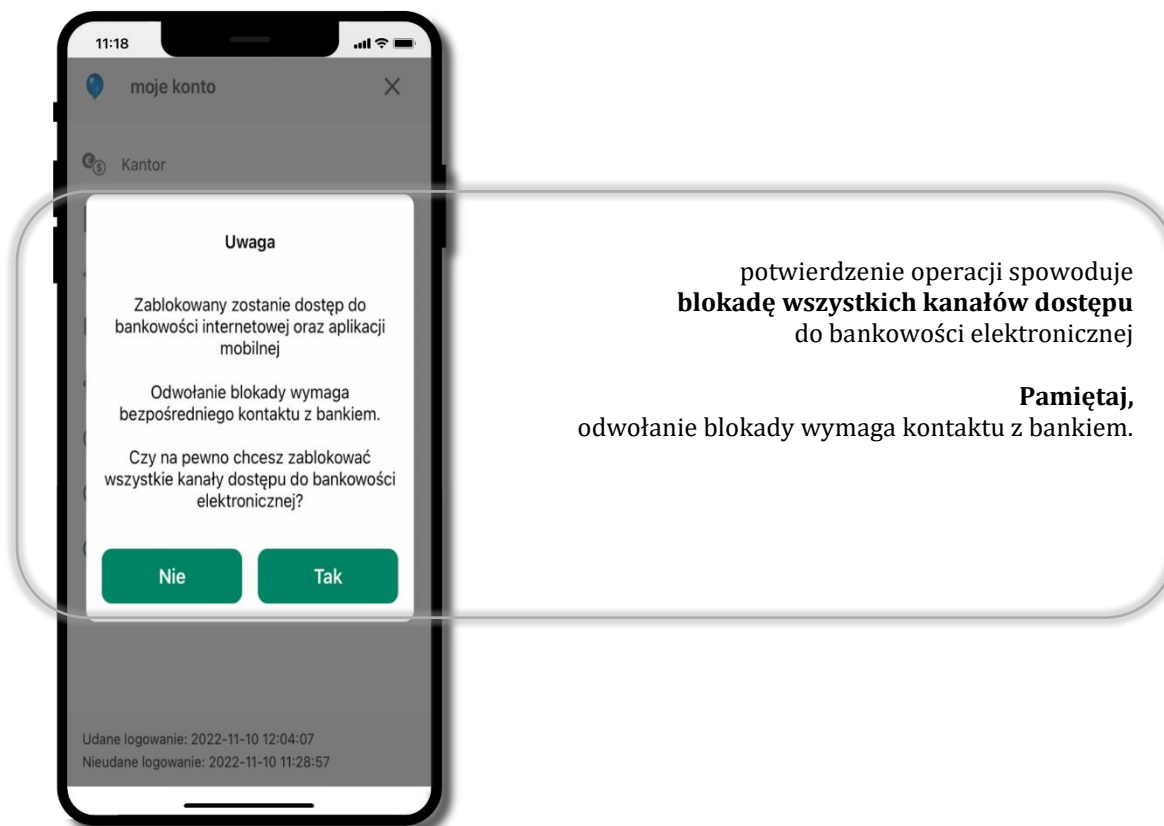 11:18
moje konto
Kantor
Uwaga
Zablokowany zostanie dostęp do
bankowości internetowej oraz aplikacji
mobilnej
Odwołanie blokady wymaga
bezpośredniego kontaktu z bankiem.
Czy na pewno chcesz zablokować
wszystkie kanały dostępu do bankowości
elektronicznej?
Nie
Tak
Udane logowanie: 2022-11-10 12:04:07
Nieudane logowanie: 2022-11-10 11:28:57
potwierdzenie operacji spowoduje
blokadę wszystkich kanałów dostępu
do bankowości elektronicznej
Pamiętaj,
odwołanie blokady wymaga kontaktu z bankiem.